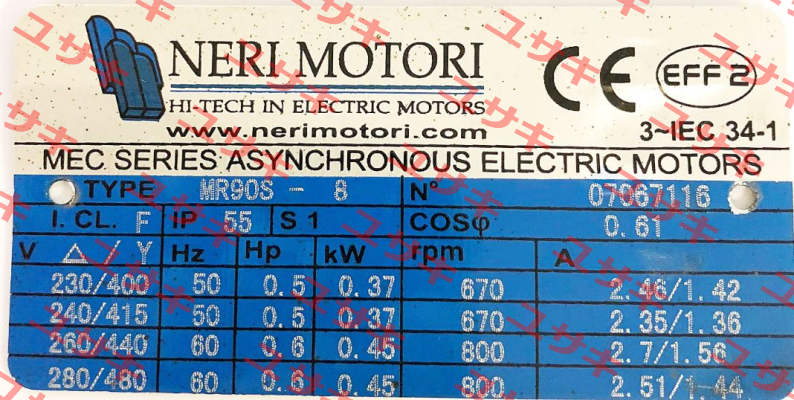 NERI MOTORI
HI-TECH IN ELECTRIC MOTORS
www.nerimotori.com
CE
EFF 2
3~IEC 34-1
MEC SERIES ASYNCHRONOUS ELECTRIC MOTORS
TYPE MR90S - 8 N° 07067116
I. CL. F IP 55 S 1 COSφ 0.61
V △ / Y Hz Hp kW rpm A
230/400 50 0.5 0.37 670 2.46/1.42
240/415 50 0.5 0.37 670 2.35/1.36
260/440 60 0.6 0.45 800 2.7/1.56
280/480 60 0.6 0.45 800 2.51/1.44
ユサキ